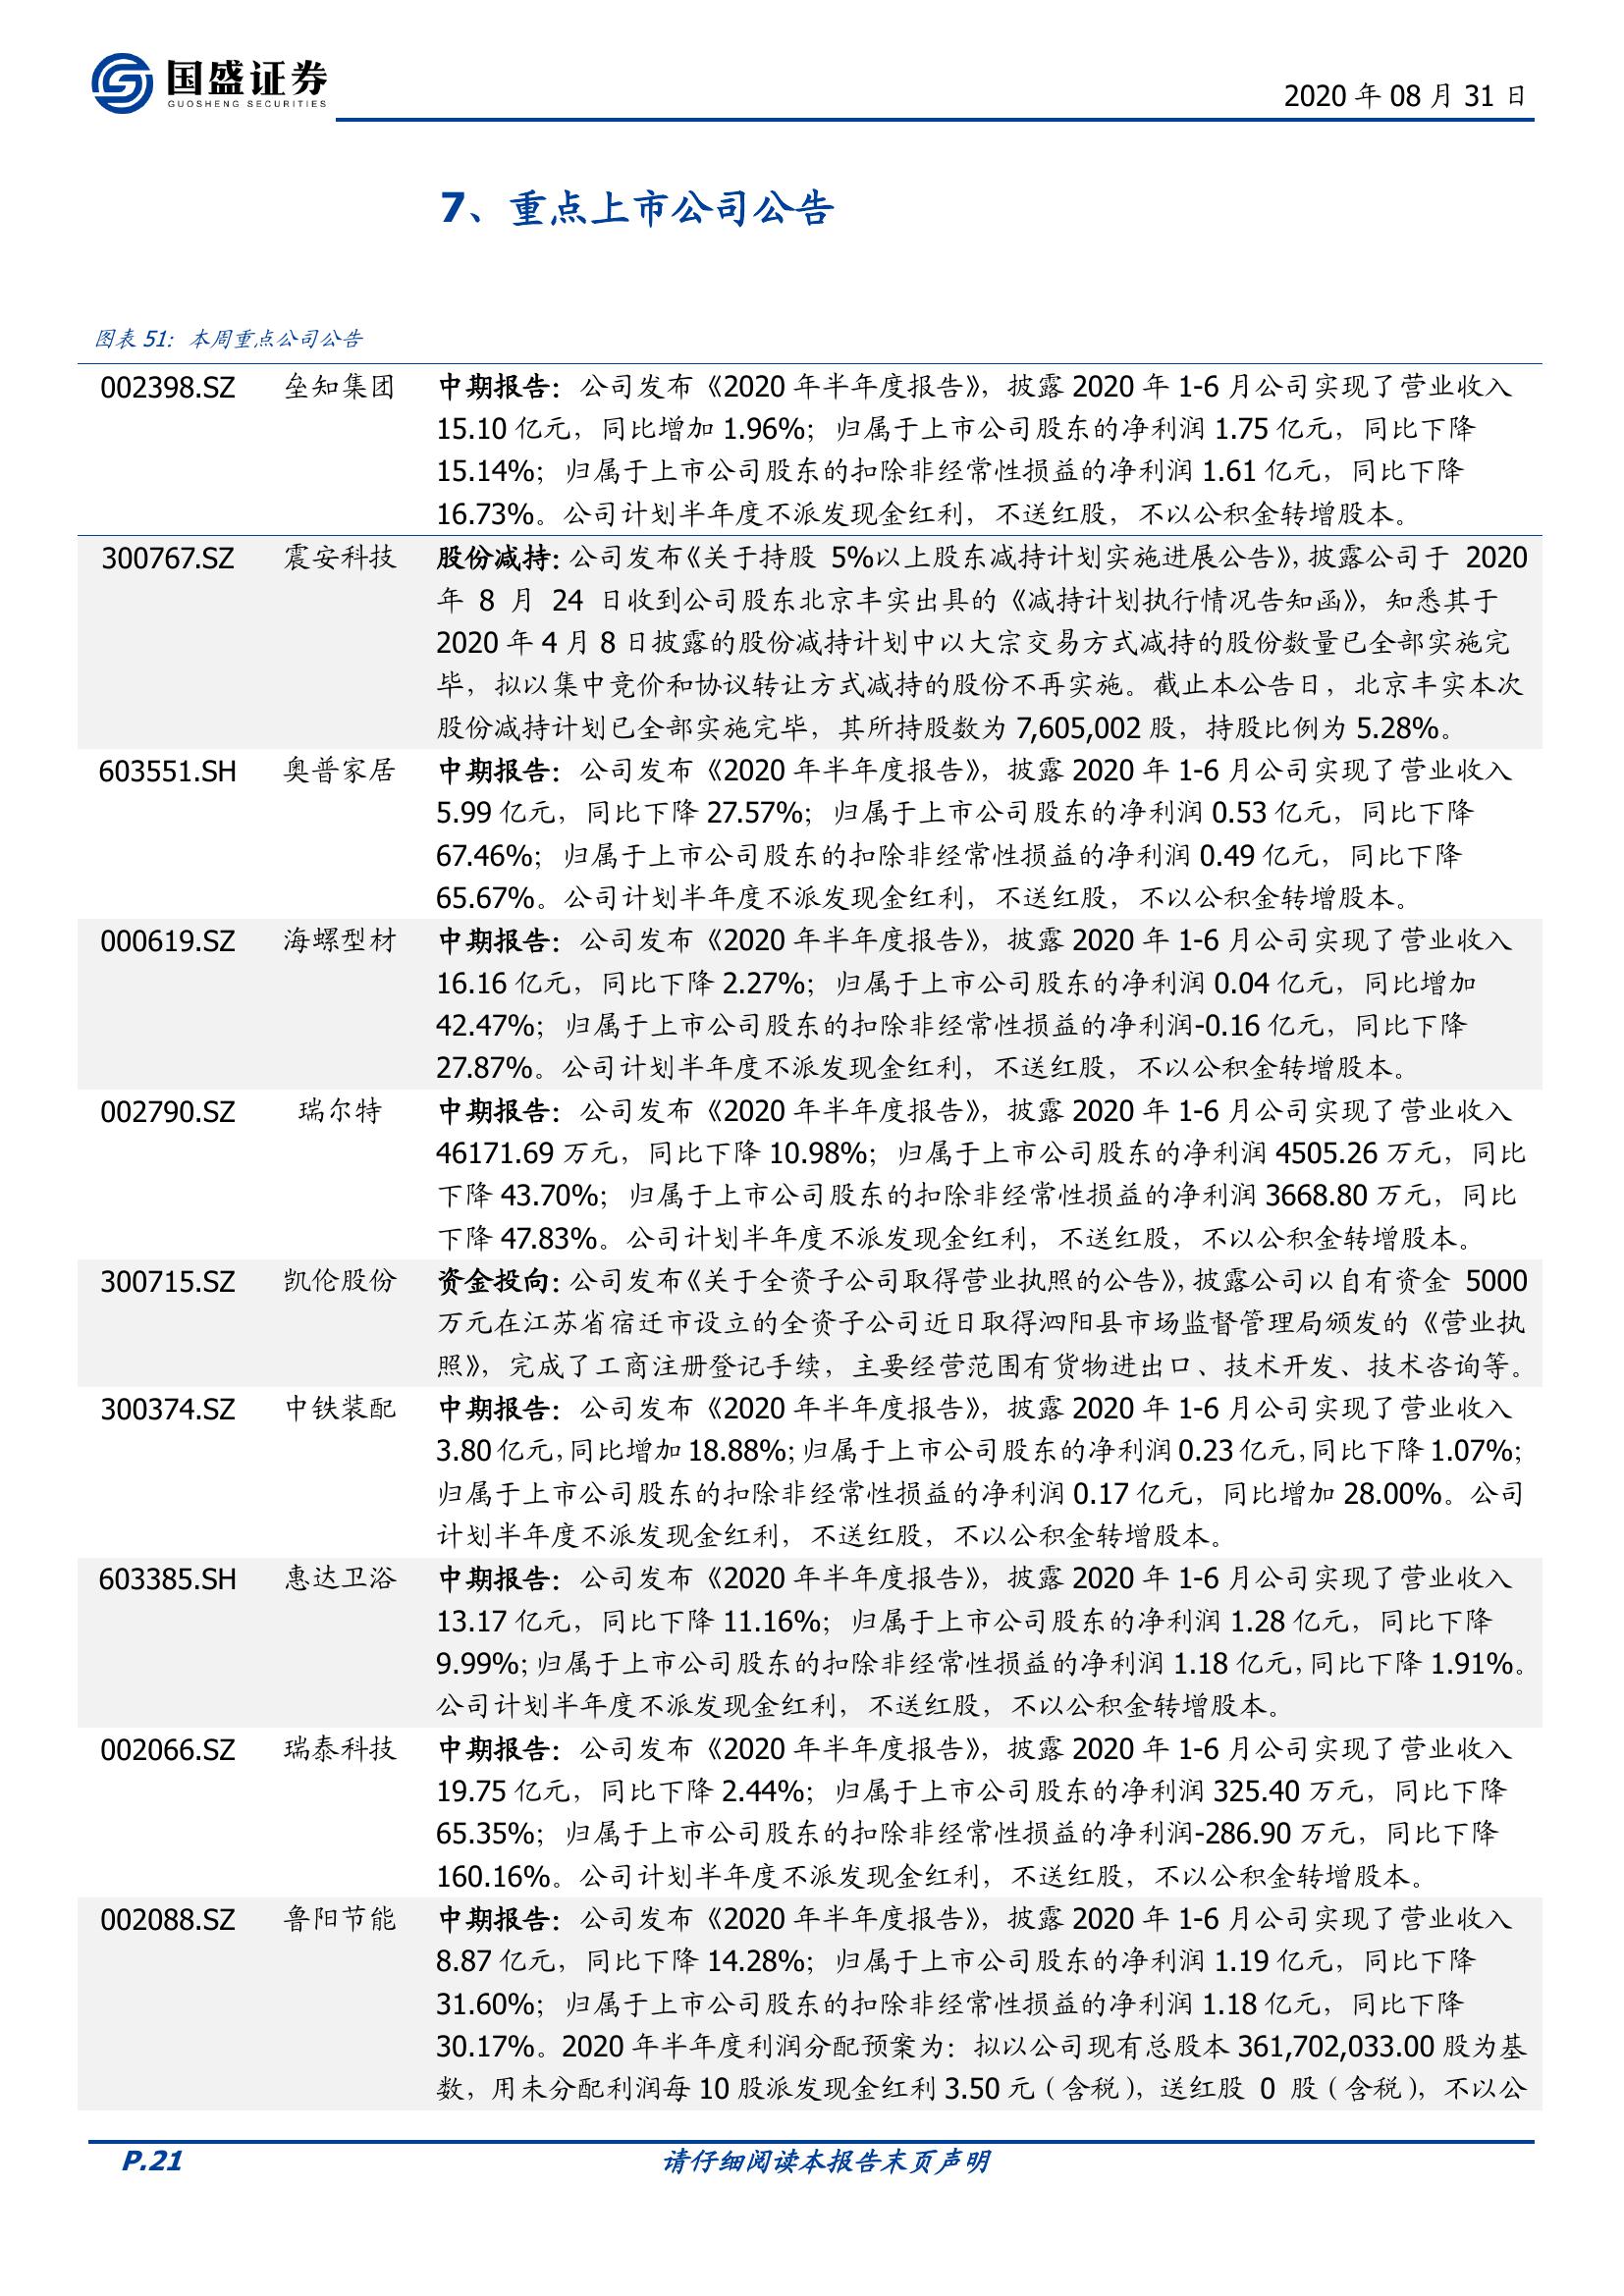 国盛证券
GUOSHENG SECURITIES
2020 年 08 月 31 日
7、重点上市公司公告
图表 51：本周重点公司公告
002398.SZ 垒知集团 中期报告：公司发布《2020 年半年度报告》，披露 2020 年 1-6 月公司实现了营业收入
15.10 亿元，同比增加 1.96%；归属于上市公司股东的净利润 1.75 亿元，同比下降
15.14%；归属于上市公司股东的扣除非经常性损益的净利润 1.61 亿元，同比下降
16.73%。公司计划半年度不派发现金红利，不送红股，不以公积金转增股本。
300767.SZ 震安科技 股份减持：公司发布《关于持股 5%以上股东减持计划实施进展公告》，披露公司于 2020
年 8 月 24 日收到公司股东北京丰实出具的《减持计划执行情况告知函》，知悉其于
2020 年 4 月 8 日披露的股份减持计划中以大宗交易方式减持的股份数量已全部实施完
毕，拟以集中竞价和协议转让方式减持的股份不再实施。截止本公告日，北京丰实本次
股份减持计划已全部实施完毕，其所持股数为 7,605,002 股，持股比例为 5.28%。
603551.SH 奥普家居 中期报告：公司发布《2020 年半年度报告》，披露 2020 年 1-6 月公司实现了营业收入
5.99 亿元，同比下降 27.57%；归属于上市公司股东的净利润 0.53 亿元，同比下降
67.46%；归属于上市公司股东的扣除非经常性损益的净利润 0.49 亿元，同比下降
65.67%。公司计划半年度不派发现金红利，不送红股，不以公积金转增股本。
000619.SZ 海螺型材 中期报告：公司发布《2020 年半年度报告》，披露 2020 年 1-6 月公司实现了营业收入
16.16 亿元，同比下降 2.27%；归属于上市公司股东的净利润 0.04 亿元，同比增加
42.47%；归属于上市公司股东的扣除非经常性损益的净利润-0.16 亿元，同比下降
27.87%。公司计划半年度不派发现金红利，不送红股，不以公积金转增股本。
002790.SZ 瑞尔特 中期报告：公司发布《2020 年半年度报告》，披露 2020 年 1-6 月公司实现了营业收入
46171.69 万元，同比下降 10.98%；归属于上市公司股东的净利润 4505.26 万元，同比
下降 43.70%；归属于上市公司股东的扣除非经常性损益的净利润 3668.80 万元，同比
下降 47.83%。公司计划半年度不派发现金红利，不送红股，不以公积金转增股本。
300715.SZ 凯伦股份 资金投向：公司发布《关于全资子公司取得营业执照的公告》，披露公司以自有资金 5000
万元在江苏省宿迁市设立的全资子公司近日取得泗阳县市场监督管理局颁发的《营业执
照》，完成了工商注册登记手续，主要经营范围有货物进出口、技术开发、技术咨询等。
300374.SZ 中铁装配 中期报告：公司发布《2020 年半年度报告》，披露 2020 年 1-6 月公司实现了营业收入
3.80 亿元，同比增加 18.88%；归属于上市公司股东的净利润 0.23 亿元，同比下降 1.07%；
归属于上市公司股东的扣除非经常性损益的净利润 0.17 亿元，同比增加 28.00%。公司
计划半年度不派发现金红利，不送红股，不以公积金转增股本。
603385.SH 惠达卫浴 中期报告：公司发布《2020 年半年度报告》，披露 2020 年 1-6 月公司实现了营业收入
13.17 亿元，同比下降 11.16%；归属于上市公司股东的净利润 1.28 亿元，同比下降
9.99%；归属于上市公司股东的扣除非经常性损益的净利润 1.18 亿元，同比下降 1.91%。
公司计划半年度不派发现金红利，不送红股，不以公积金转增股本。
002066.SZ 瑞泰科技 中期报告：公司发布《2020 年半年度报告》，披露 2020 年 1-6 月公司实现了营业收入
19.75 亿元，同比下降 2.44%；归属于上市公司股东的净利润 325.40 万元，同比下降
65.35%；归属于上市公司股东的扣除非经常性损益的净利润-286.90 万元，同比下降
160.16%。公司计划半年度不派发现金红利，不送红股，不以公积金转增股本。
002088.SZ 鲁阳节能 中期报告：公司发布《2020 年半年度报告》，披露 2020 年 1-6 月公司实现了营业收入
8.87 亿元，同比下降 14.28%；归属于上市公司股东的净利润 1.19 亿元，同比下降
31.60%；归属于上市公司股东的扣除非经常性损益的净利润 1.18 亿元，同比下降
30.17%。2020 年半年度利润分配预案为：拟以公司现有总股本 361,702,033.00 股为基
数，用未分配利润每 10 股派发现金红利 3.50 元（含税），送红股 0 股（含税），不以公
P.21 请仔细阅读本报告末页声明